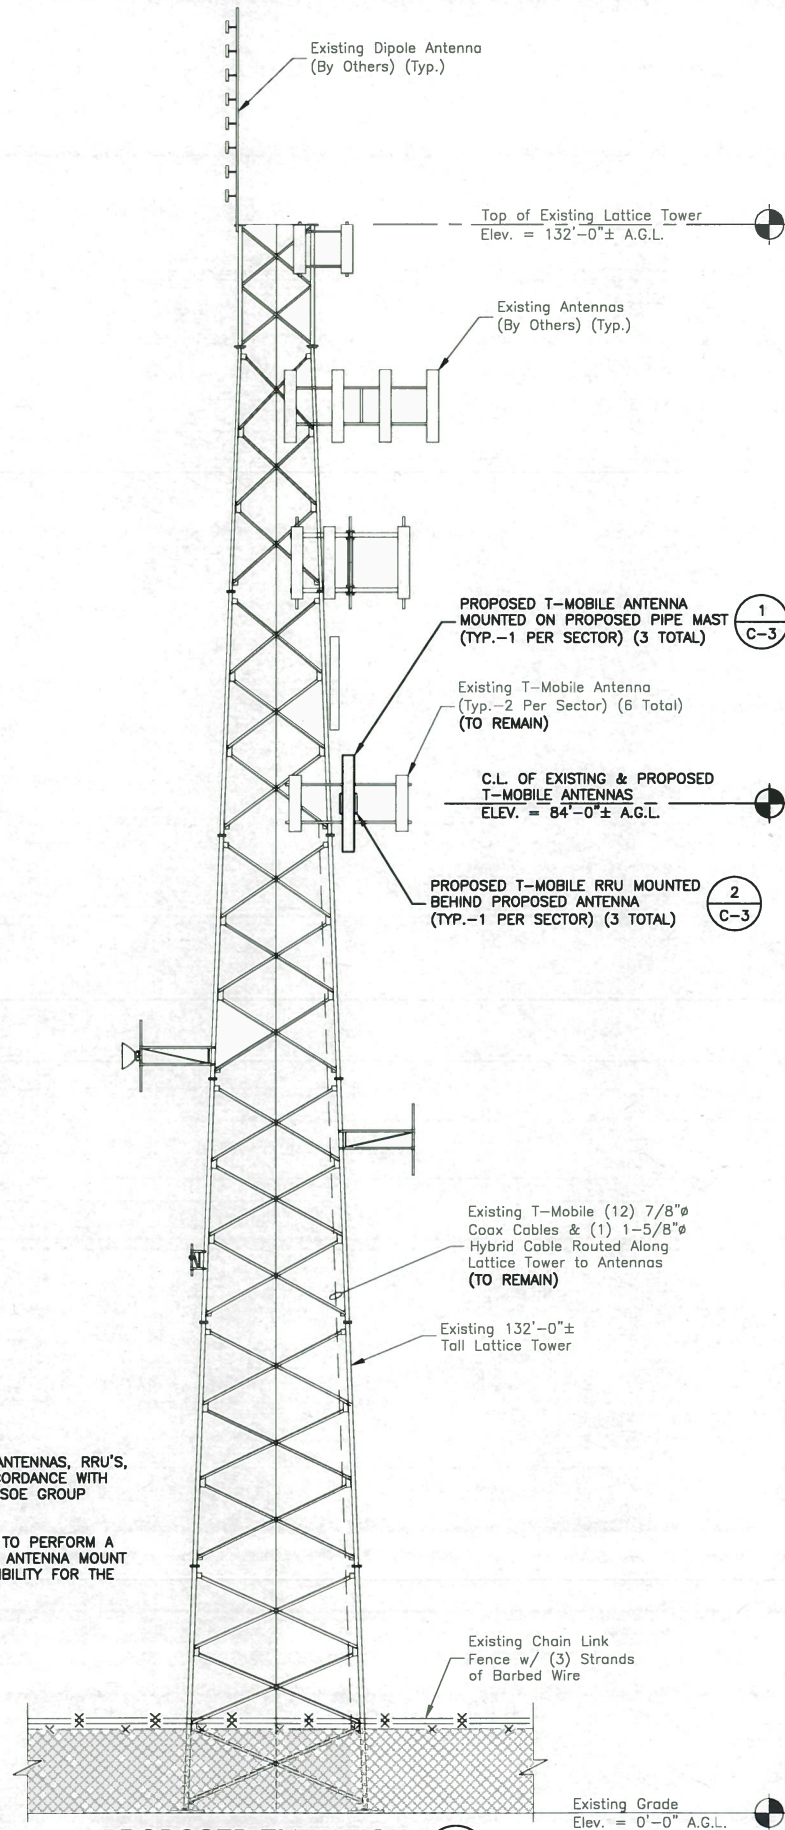 Existing Dipole Antenna
(By Others) (Typ.)
Top of Existing Lattice Tower
Elev. = 132'-0"± A.G.L.
Existing Antennas
(By Others) (Typ.)
PROPOSED T-MOBILE ANTENNA
MOUNTED ON PROPOSED PIPE MAST
(TYP.-1 PER SECTOR) (3 TOTAL)
1
C-3
Existing T-Mobile Antenna
(Typ.-2 Per Sector) (6 Total)
(TO REMAIN)
C.L. OF EXISTING & PROPOSED
T-MOBILE ANTENNAS
ELEV. = 84'-0"± A.G.L.
PROPOSED T-MOBILE RRU MOUNTED
BEHIND PROPOSED ANTENNA
(TYP.-1 PER SECTOR) (3 TOTAL)
2
C-3
Existing T-Mobile (12) 7/8"ø
Coax Cables & (1) 1-5/8"ø
Hybrid Cable Routed Along
Lattice Tower to Antennas
(TO REMAIN)
Existing 132'-0"±
Tall Lattice Tower
ANTENNAS, RRU'S,
CORDANCE WITH
SOE GROUP
TO PERFORM A
ANTENNA MOUNT
IBILITY FOR THE
Existing Chain Link
Fence w/ (3) Strands
of Barbed Wire
Existing Grade
Elev. = 0'-0" A.G.L.